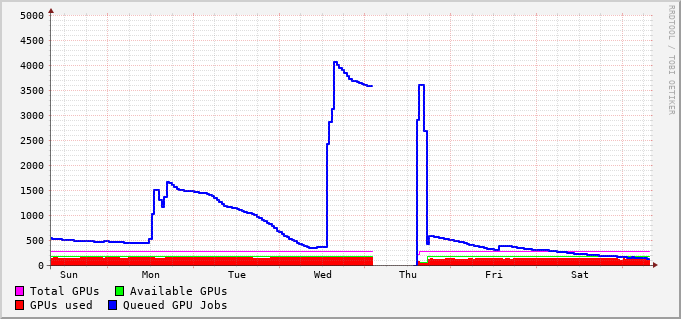 5000
4500
4000
3500
3000
2500
2000
1500
1000
500
0
Sun Mon Tue Wed Thu Fri Sat
Total GPUs Available GPUs
GPUs used Queued GPU Jobs
RRDTOOL / TOBI OETIKER